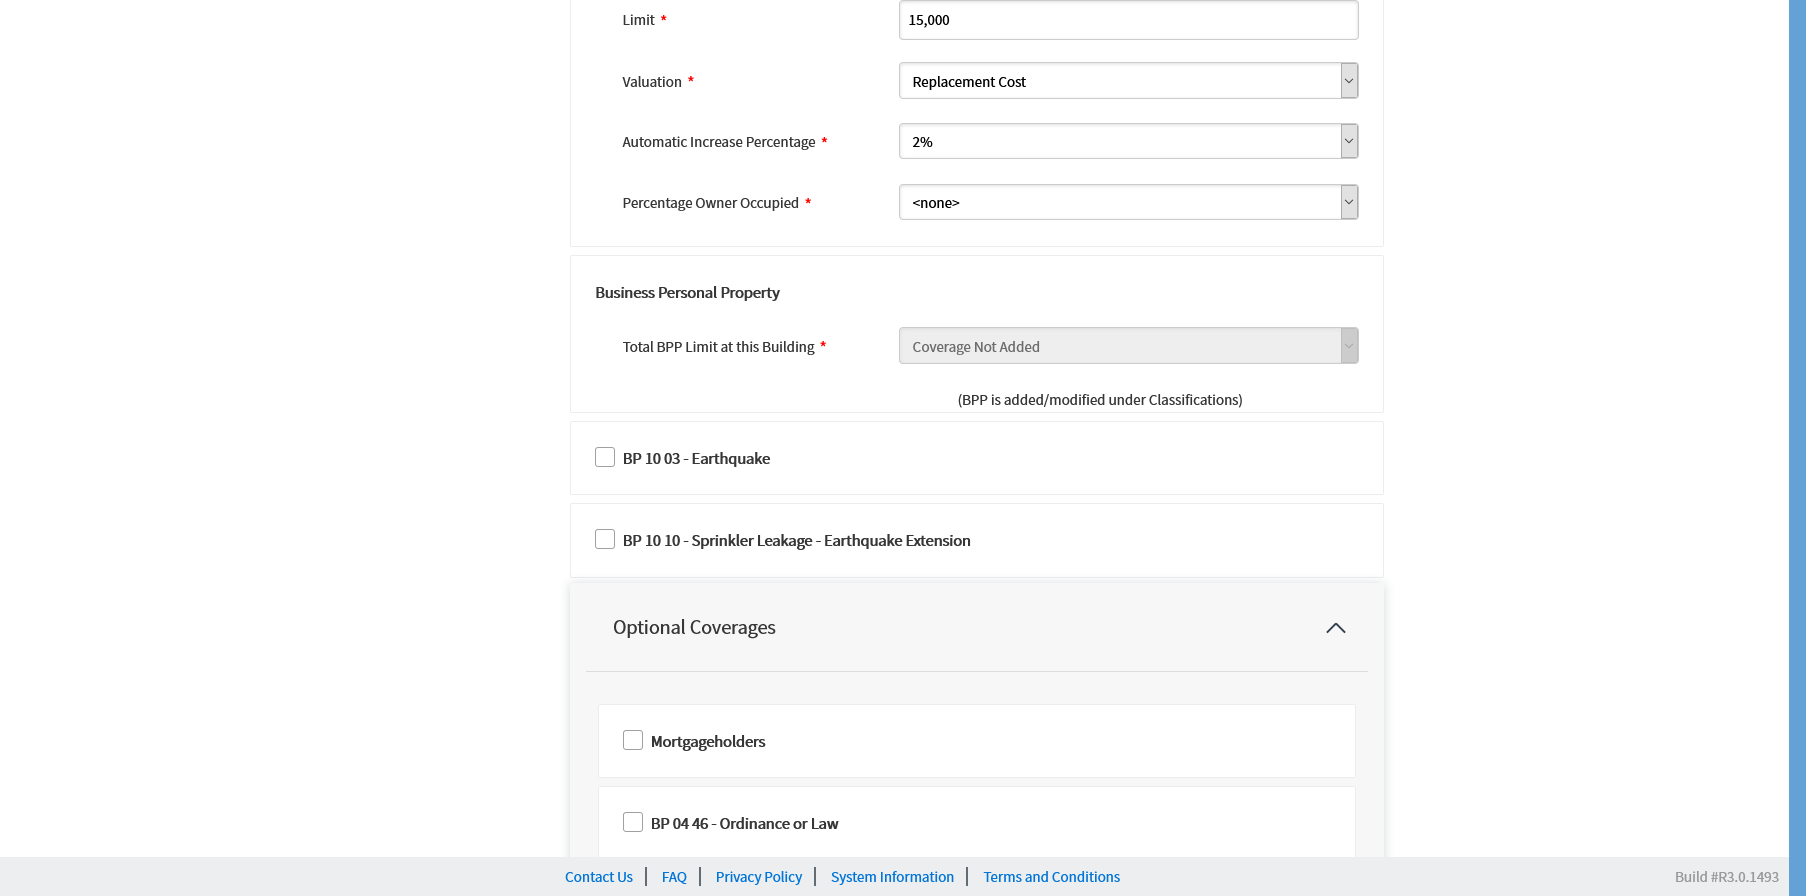 Limit *
15,000
Valuation *
Replacement Cost
Automatic Increase Percentage *
2%
Percentage Owner Occupied *
<none>
Business Personal Property
Total BPP Limit at this Building *
Coverage Not Added
(BPP is added/modified under Classifications)
BP 10 03 - Earthquake
BP 10 10 - Sprinkler Leakage - Earthquake Extension
Optional Coverages
Mortgageholders
BP 04 46 - Ordinance or Law
Contact Us | FAQ | Privacy Policy | System Information | Terms and Conditions
Build #R3.0.1493